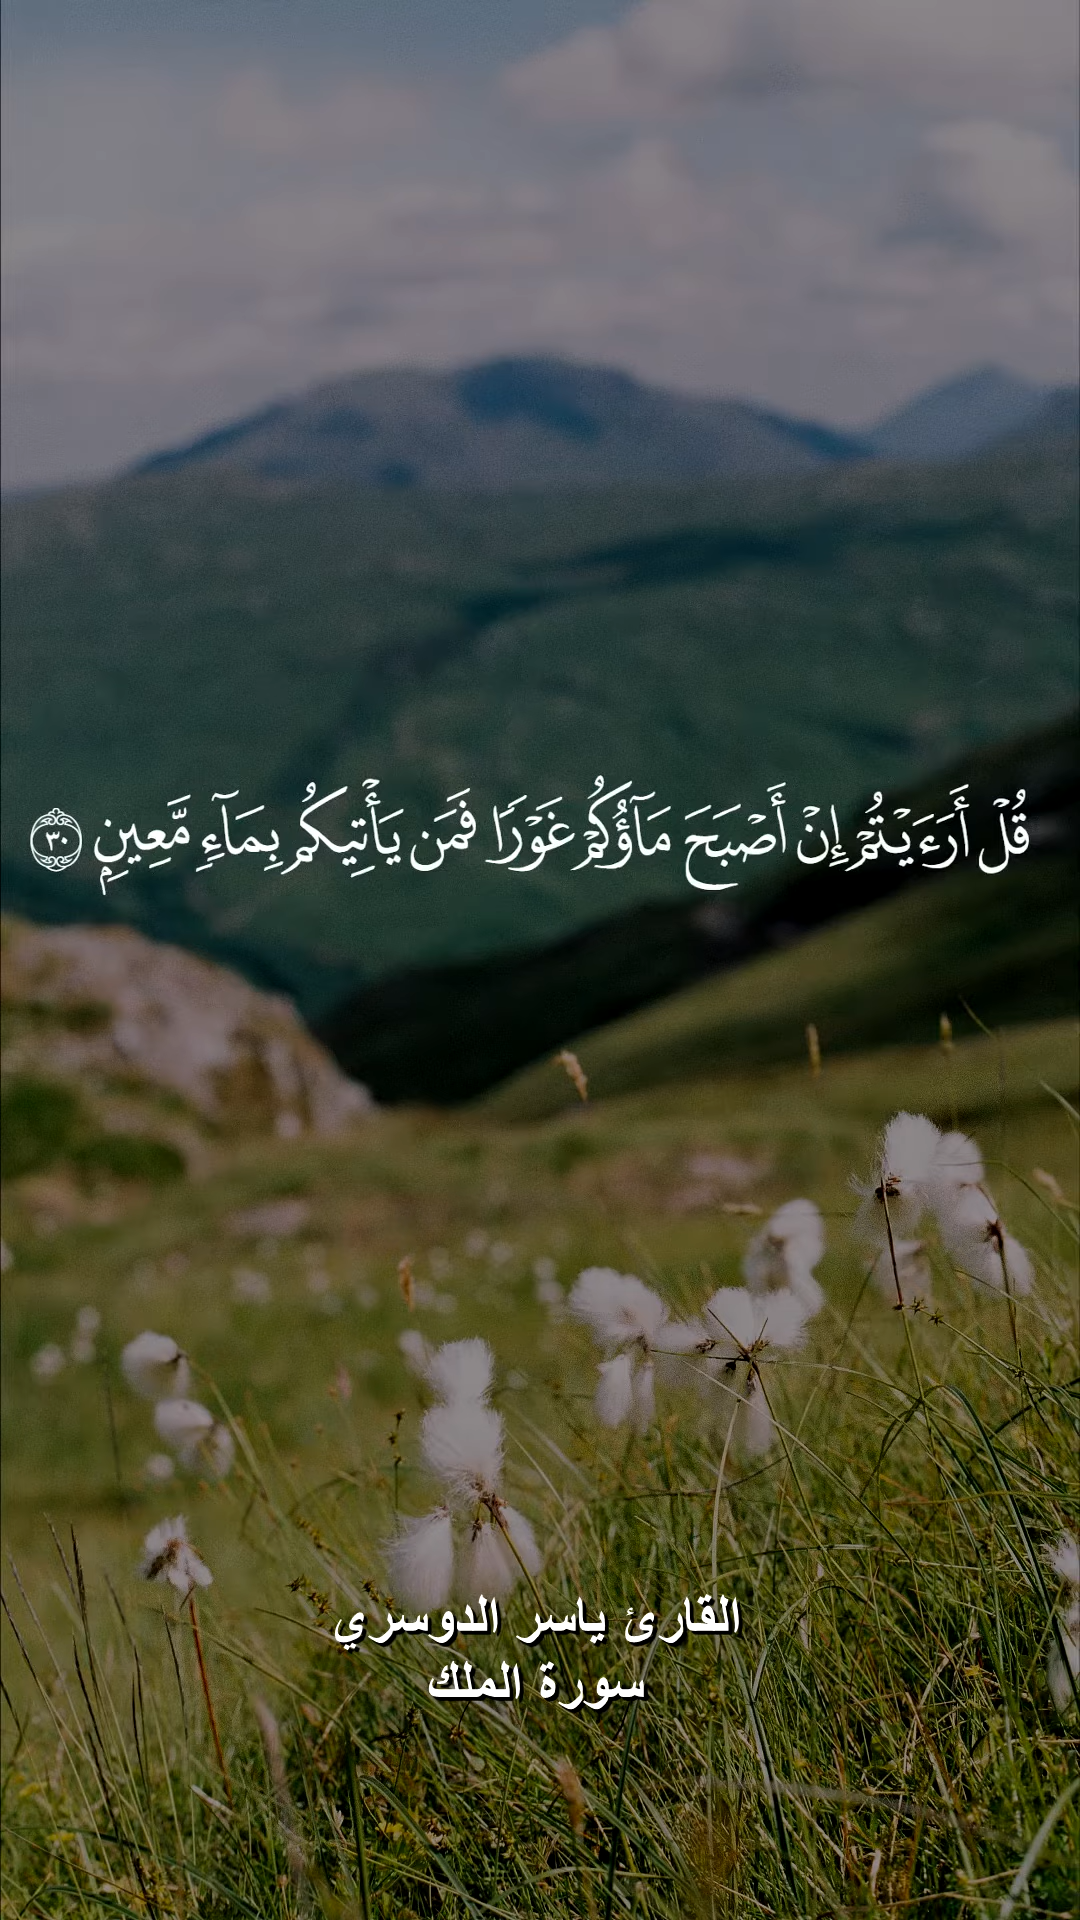 قُلْ أَرَءَيْتُمْ إِنْ أَصْبَحَ مَآؤُكُمْ غَوْرًا فَمَن يَأْتِيكُم بِمَآءٍ مَّعِينٍۭ ٣٠
القارئ ياسر الدوسري
سورة الملك